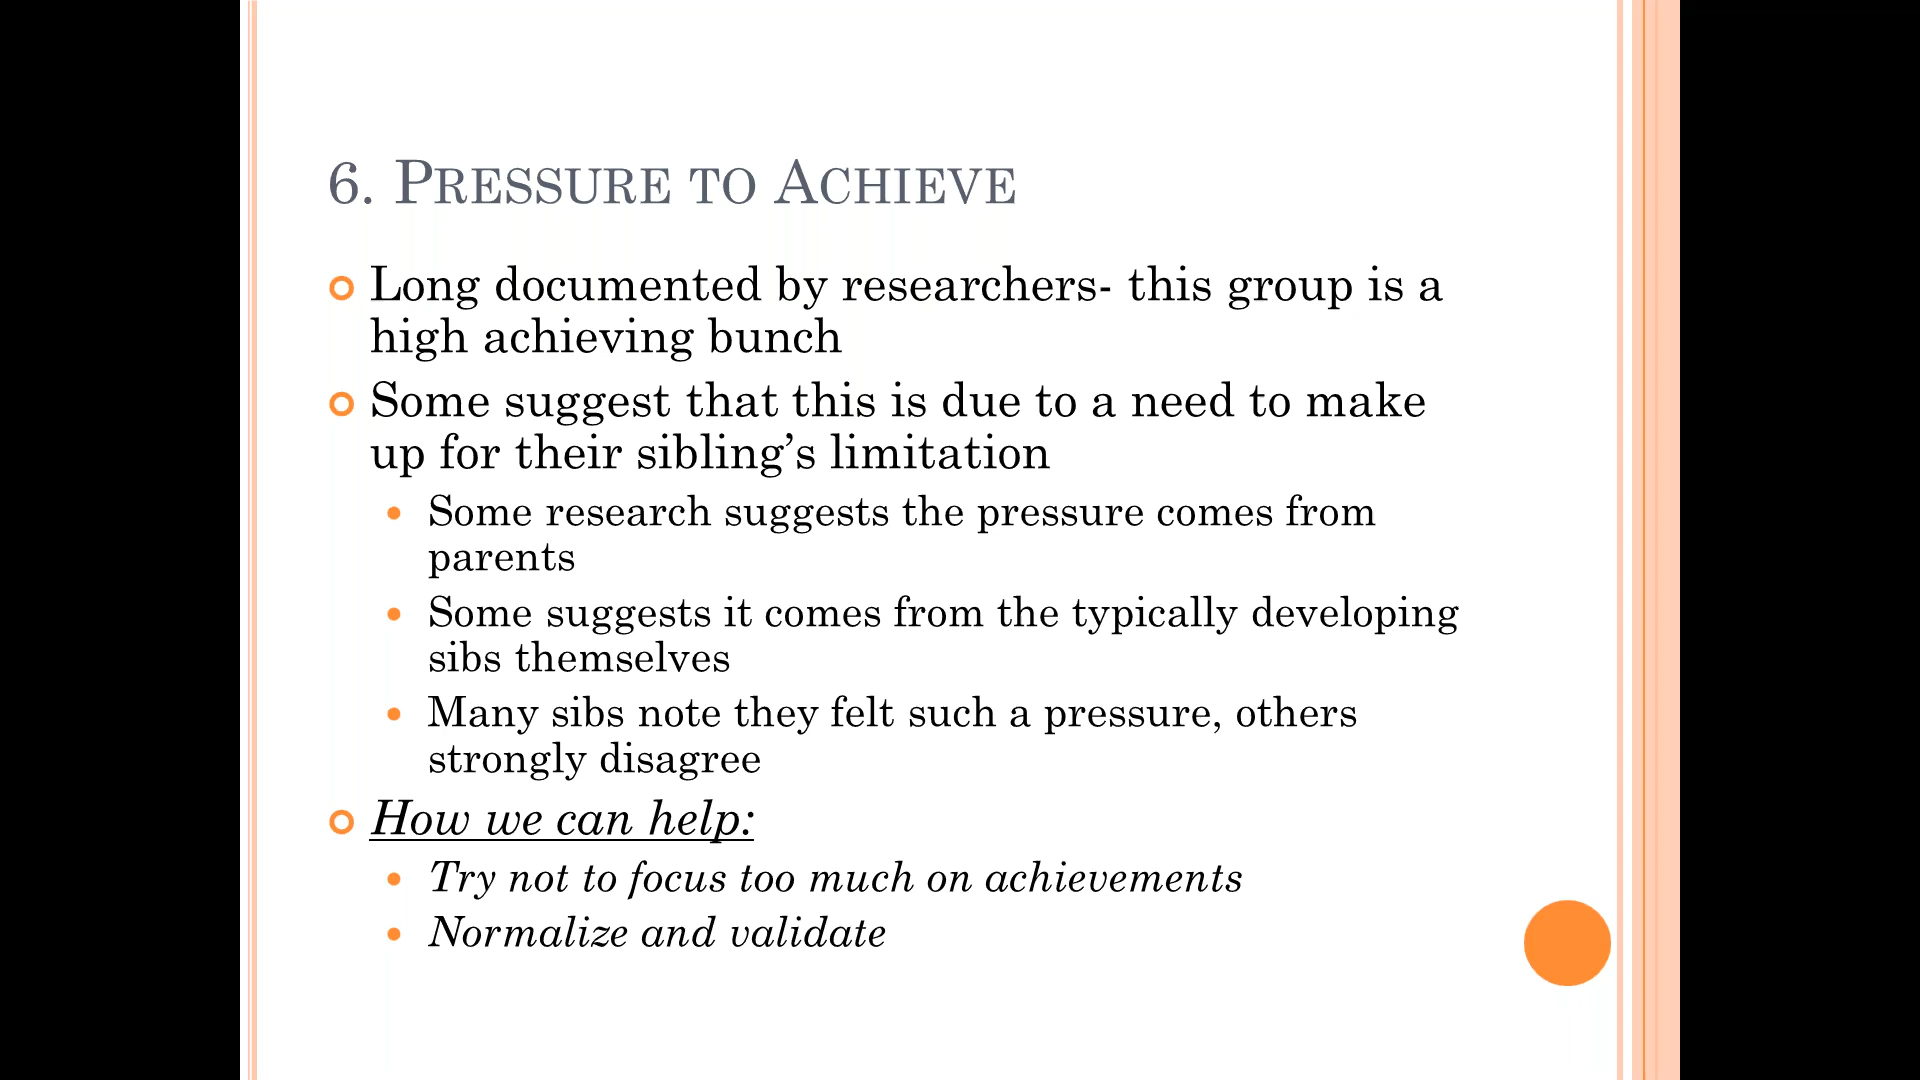 6. PRESSURE TO ACHIEVE
Long documented by researchers- this group is a
high achieving bunch
Some suggest that this is due to a need to make
up for their sibling’s limitation
Some research suggests the pressure comes from
parents
Some suggests it comes from the typically developing
sibs themselves
Many sibs note they felt such a pressure, others
strongly disagree
How we can help:
Try not to focus too much on achievements
Normalize and validate